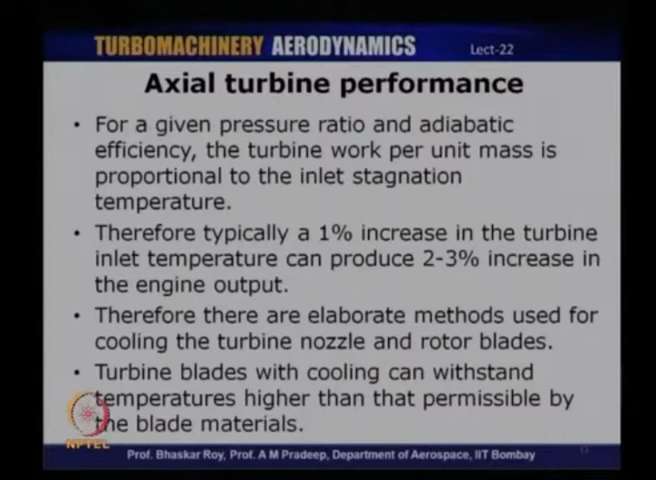 TURBOMACHINERY AERODYNAMICS
Lect-22
Axial turbine performance
• For a given pressure ratio and adiabatic
efficiency, the turbine work per unit mass is
proportional to the inlet stagnation
temperature.
• Therefore typically a 1% increase in the turbine
inlet temperature can produce 2-3% increase in
the engine output.
• Therefore there are elaborate methods used for
cooling the turbine nozzle and rotor blades.
• Turbine blades with cooling can withstand
temperatures higher than that permissible by
the blade materials.
NPTEL
Prof. Bhaskar Roy, Prof. A M Pradeep, Department of Aerospace, IIT Bombay